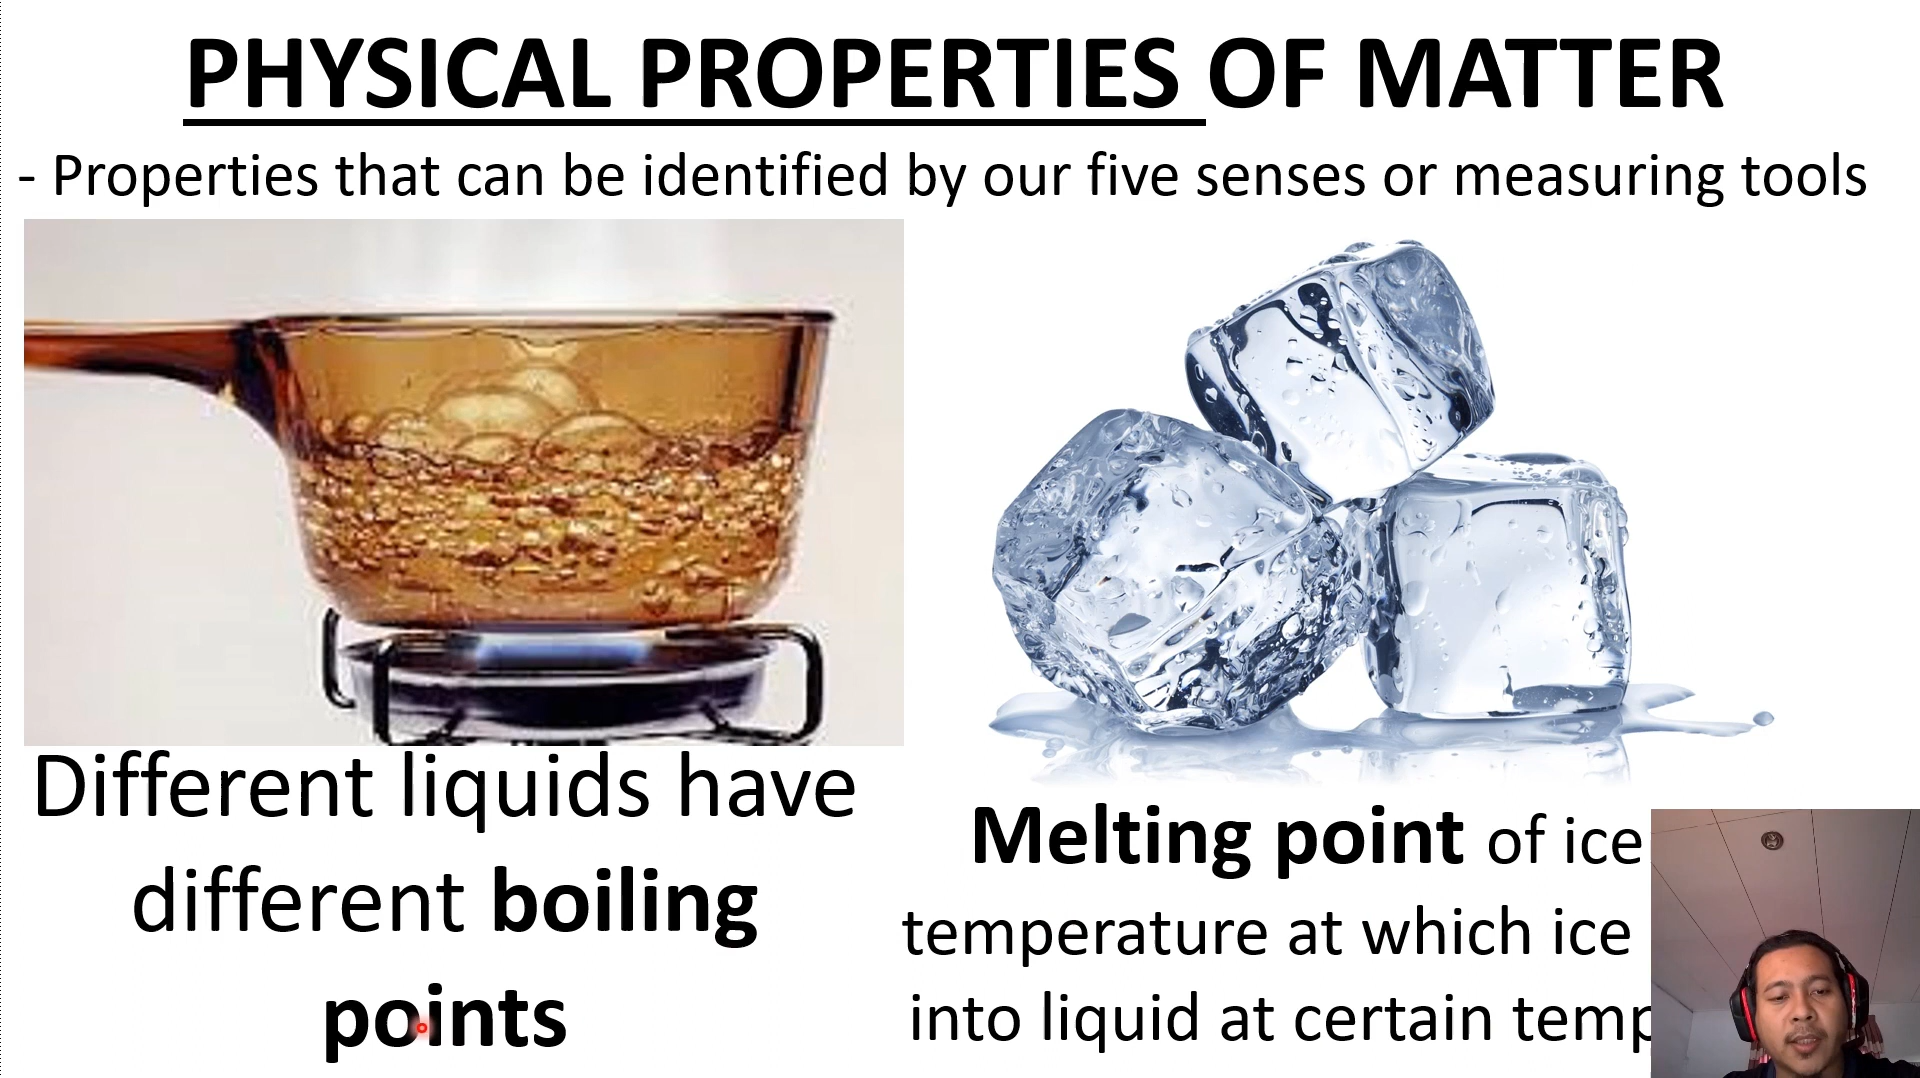 PHYSICAL PROPERTIES OF MATTER
- Properties that can be identified by our five senses or measuring tools
Different liquids have
different boiling
points
Melting point of ice
temperature at which ice
into liquid at certain